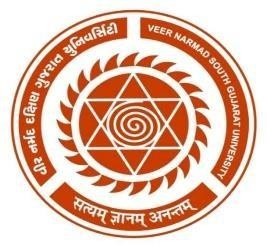 વીર નર્મદ દક્ષિણ ગુજરાત યુનિવર્સિટી
VEER NARMAD SOUTH GUJARAT UNIVERSITY
सत्यम् ज्ञानम् अनन्तम्